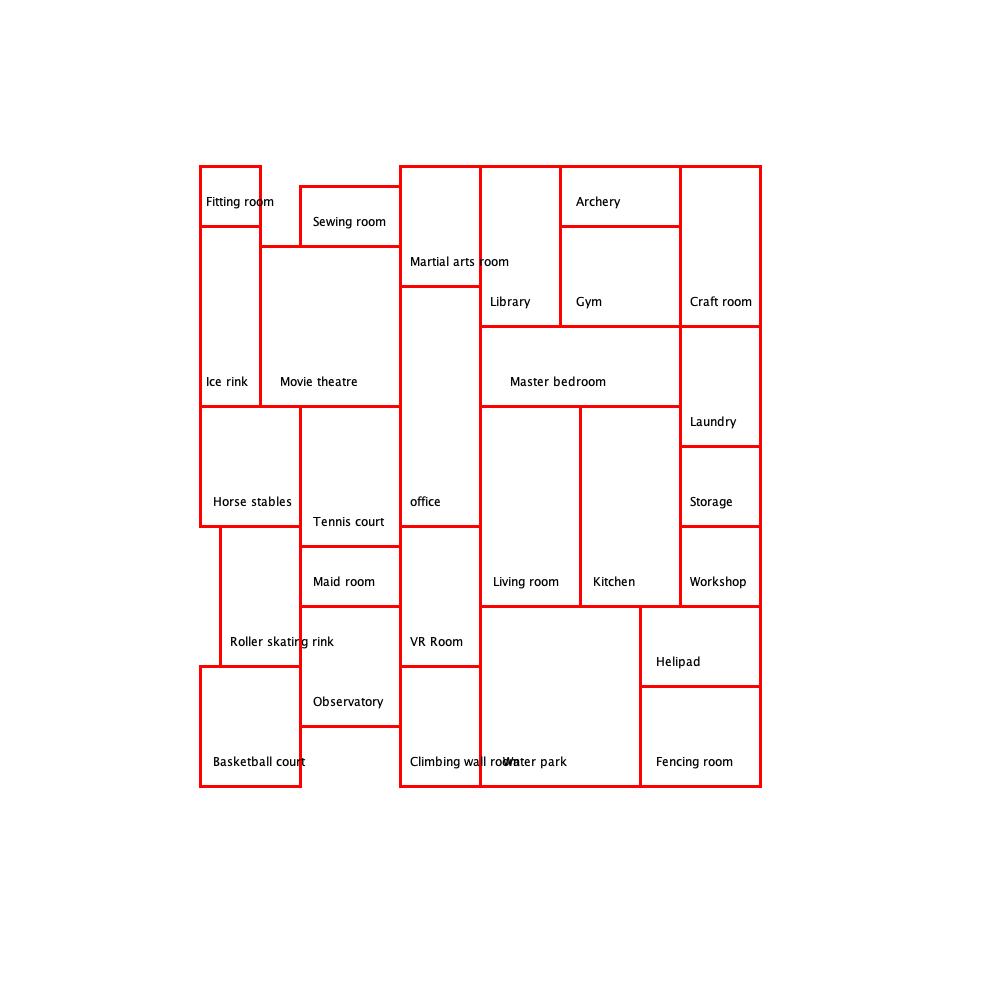 Fitting room
Archery
Sewing room
Martial arts room
Library
Gym
Craft room
Ice rink
Movie theatre
Master bedroom
Laundry
Horse stables
office
Storage
Tennis court
Maid room
Living room
Kitchen
Workshop
Roller skating rink
VR Room
Helipad
Observatory
Basketball court
Climbing wall room
Water park
Fencing room